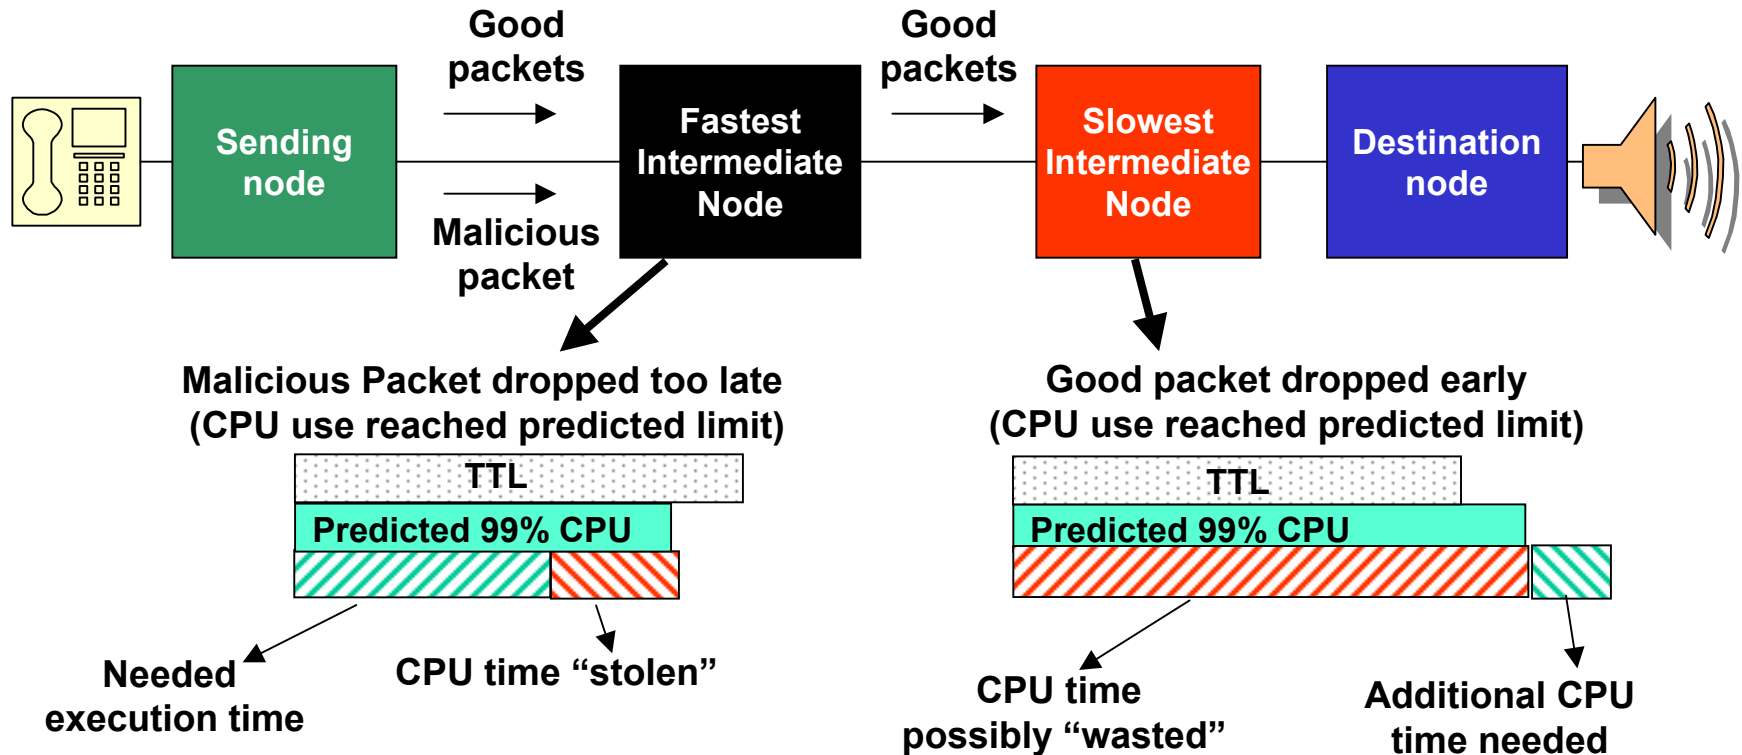 Good
packets
Good
packets
Sending
node
Fastest
Intermediate
Node
Slowest
Intermediate
Node
Destination
node
Malicious
packet
Malicious Packet dropped too late
(CPU use reached predicted limit)
TTL
Predicted 99% CPU
Needed
execution time
CPU time “stolen”
Good packet dropped early
(CPU use reached predicted limit)
TTL
Predicted 99% CPU
CPU time
possibly “wasted”
Additional CPU
time needed